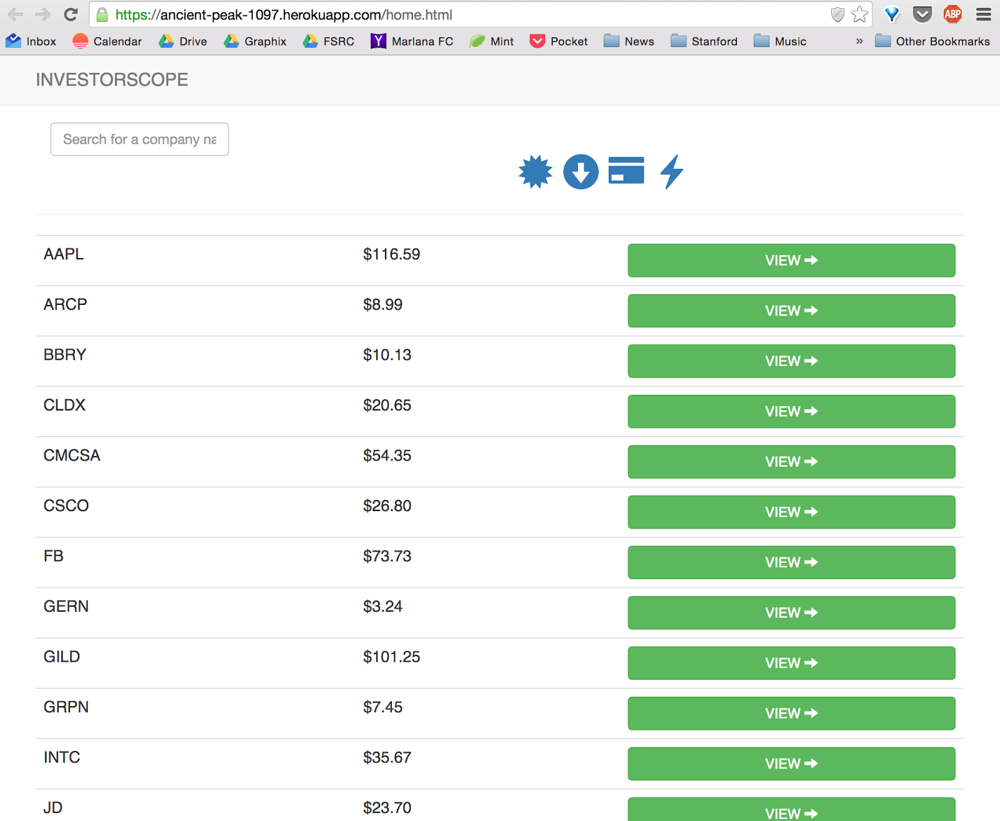 https://ancient-peak-1097.herokuapp.com/home.html
ABP
Inbox Calendar Drive Graphix FSRC Y Marlana FC Mint Pocket News Stanford Music » Other Bookmarks
INVESTORSCOPE
Search for a company na
AAPL $116.59 VIEW
ARCP $8.99 VIEW
BBRY $10.13 VIEW
CLDX $20.65 VIEW
CMCSA $54.35 VIEW
CSCO $26.80 VIEW
FB $73.73 VIEW
GERN $3.24 VIEW
GILD $101.25 VIEW
GRPN $7.45 VIEW
INTC $35.67 VIEW
JD $23.70 VIEW